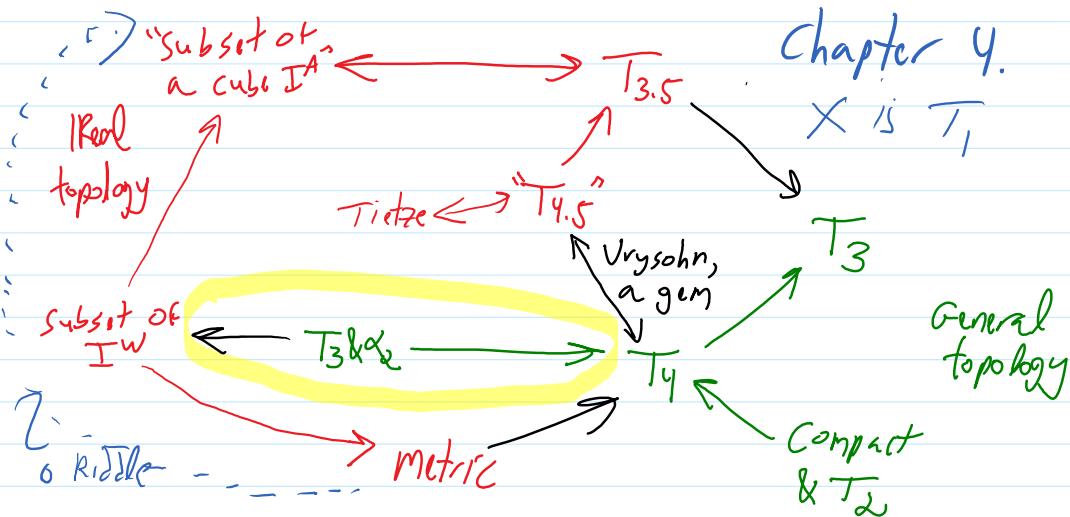 "Subset of
a cube I^A"
T3.5
Chapter 4.
X is T1
|Real
topology
Tietze
"T4.5"
T3
Urysohn,
a gem
Subset of
I^W
T3 & α2
T4
General
topology
Riddle
metric
Compact
& T2